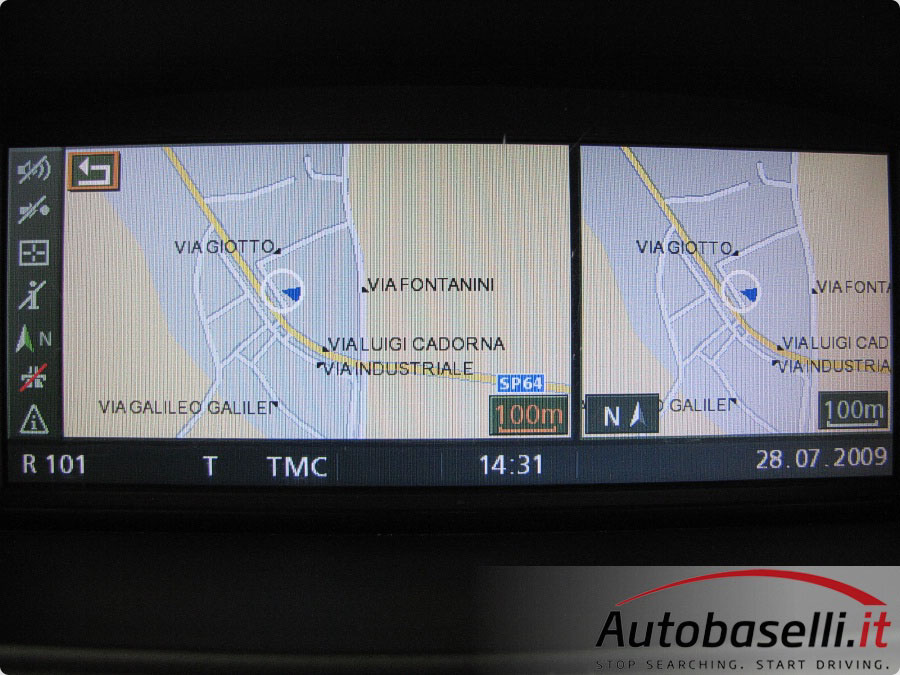 N
VIA GIOTTO
VIA FONTANINI
VIA LUIGI CADORNA
VIA INDUSTRIALE
SP64
VIA GALILEO GALILEI
100m
VIA GIOTTO
VIA FONTA
VIA LUIGI CAD
VIA INDUSTRIA
N
O GALILEI
100m
R 101 T TMC 14:31 28.07.2009
Autobaselli.it
STOP SEARCHING. START DRIVING.